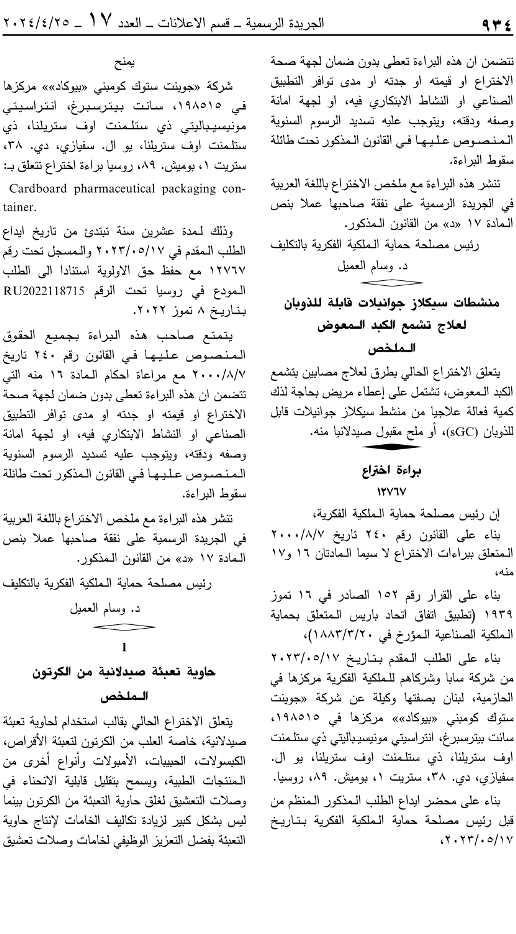 ٩٣٤
الجريدة الرسمية ــ قسم الاعلانات ــ العدد ١٧ ــ ٢٠٢٤/٤/٢٥
تتضمن ان هذه البراءة تعطى بدون ضمان لجهة صحة
الاختراع او قيمته او جدته او مدى توافر التطبيق
الصناعي او النشاط الابتكاري فيه، او لجهة امانة
وصفه ودقته، ويتوجب عليه تسديد الرسوم السنوية
المنصوص عليها في القانون المذكور تحت طائلة
سقوط البراءة.
تنشر هذه البراءة مع ملخص الاختراع باللغة العربية
في الجريدة الرسمية على نفقة صاحبها عملا بنص
المادة ١٧ «د» من القانون المذكور.
رئيس مصلحة حماية الملكية الفكرية بالتكليف
د. وسام العميل
منشطات سيكلاز جوانيلات قابلة للذوبان
لعلاج تشمع الكبد المعوض
الملخص
يتعلق الاختراع الحالي بطرق لعلاج مصابين بتشمع
الكبد المعوض، تشتمل على إعطاء مريض بحاجة لذلك
كمية فعالة علاجيا من منشط سيكلاز جوانيلات قابل
للذوبان (sGC)، أو ملح مقبول صيدلانيا منه.
براءة اختراع
١٢٧٦٧
إن رئيس مصلحة حماية الملكية الفكرية،
بناء على القانون رقم ٢٤٠ تاريخ ٢٠٠٠/٨/٧
المتعلق ببراءات الاختراع لا سيما المادتان ١٦ و١٧
منه،
بناء على القرار رقم ١٥٢ الصادر في ١٦ تموز
١٩٣٩ (تطبيق اتفاق اتحاد باريس المتعلق بحماية
الملكية الصناعية المؤرخ في ١٨٨٣/٣/٢٠)،
بناء على الطلب المقدم بتاريخ ٢٠٢٣/٠٥/١٧
من شركة سابا وشركاهم للملكية الفكرية مركزها في
الحازمية، لبنان بصفتها وكيلة عن شركة «جوينت
ستوك كومبني «بيوكاد»» مركزها في ١٩٨٥١٥،
سانت بيترسبرغ، انتراسيتي مونيسيباليتي ذي ستلمنت
اوف ستريلنا، ذي ستلمنت اوف ستريلنا، يو ال.
سفيازي، دي. ٣٨، ستريت ١، بوميش. ٨٩، روسيا.
بناء على محضر ايداع الطلب المذكور المنظم من
قبل رئيس مصلحة حماية الملكية الفكرية بتاريخ
٢٠٢٣/٠٥/١٧،
يمنح
شركة «جوينت ستوك كومبني «بيوكاد»» مركزها
في ١٩٨٥١٥، سانت بيترسبرغ، انتراسيتي
مونيسيباليتي ذي ستلمنت اوف ستريلنا، ذي
ستلمنت اوف ستريلنا، يو ال. سفيازي، دي. ٣٨،
ستريت ١، بوميش. ٨٩، روسيا براءة اختراع تتعلق بـ:
Cardboard pharmaceutical packaging con-
tainer.
وذلك لمدة عشرين سنة تبتدئ من تاريخ ايداع
الطلب المقدم في ٢٠٢٣/٠٥/١٧ والمسجل تحت رقم
١٢٧٦٧ مع حفظ حق الاولوية استنادا الى الطلب
المودع في روسيا تحت الرقم RU2022118715
بتاريخ ٨ تموز ٢٠٢٢.
يتمتع صاحب هذه البراءة بجميع الحقوق
المنصوص عليها في القانون رقم ٢٤٠ تاريخ
٢٠٠٠/٨/٧ مع مراعاة احكام المادة ١٦ منه التي
تتضمن ان هذه البراءة تعطى بدون ضمان لجهة صحة
الاختراع او قيمته او جدته او مدى توافر التطبيق
الصناعي او النشاط الابتكاري فيه، او لجهة امانة
وصفه ودقته، ويتوجب عليه تسديد الرسوم السنوية
المنصوص عليها في القانون المذكور تحت طائلة
سقوط البراءة.
تنشر هذه البراءة مع ملخص الاختراع باللغة العربية
في الجريدة الرسمية على نفقة صاحبها عملا بنص
المادة ١٧ «د» من القانون المذكور.
رئيس مصلحة حماية الملكية الفكرية بالتكليف
د. وسام العميل
1
حاوية تعبئة صيدلانية من الكرتون
الملخص
يتعلق الاختراع الحالي بقالب استخدام لحاوية تعبئة
صيدلانية، خاصة العلب من الكرتون لتعبئة الأقراص،
الكبسولات، الحبيبات، الأمبولات وأنواع أخرى من
المنتجات الطبية، ويسمح بتقليل قابلية الانحناء في
وصلات التعشيق لغلق حاوية التعبئة من الكرتون بينما
ليس بشكل كبير لزيادة تكاليف الخامات لإنتاج حاوية
التعبئة بفضل التعزيز الوظيفي لخامات وصلات تعشيق